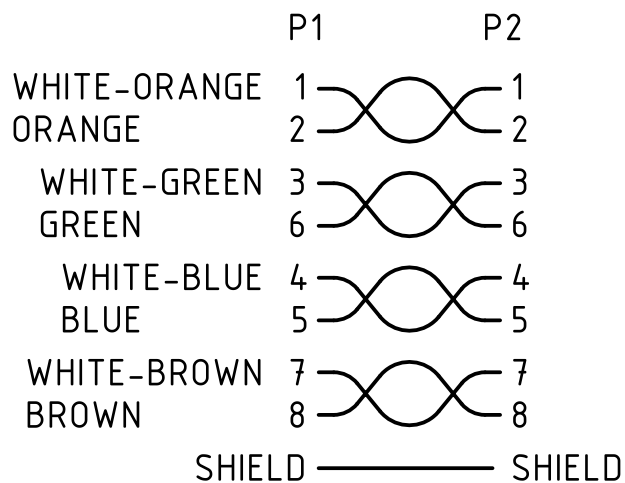 P1 P2
WHITE-ORANGE 1 1
ORANGE 2 2
WHITE-GREEN 3 3
GREEN 6 6
WHITE-BLUE 4 4
BLUE 5 5
WHITE-BROWN 7 7
BROWN 8 8
SHIELD SHIELD